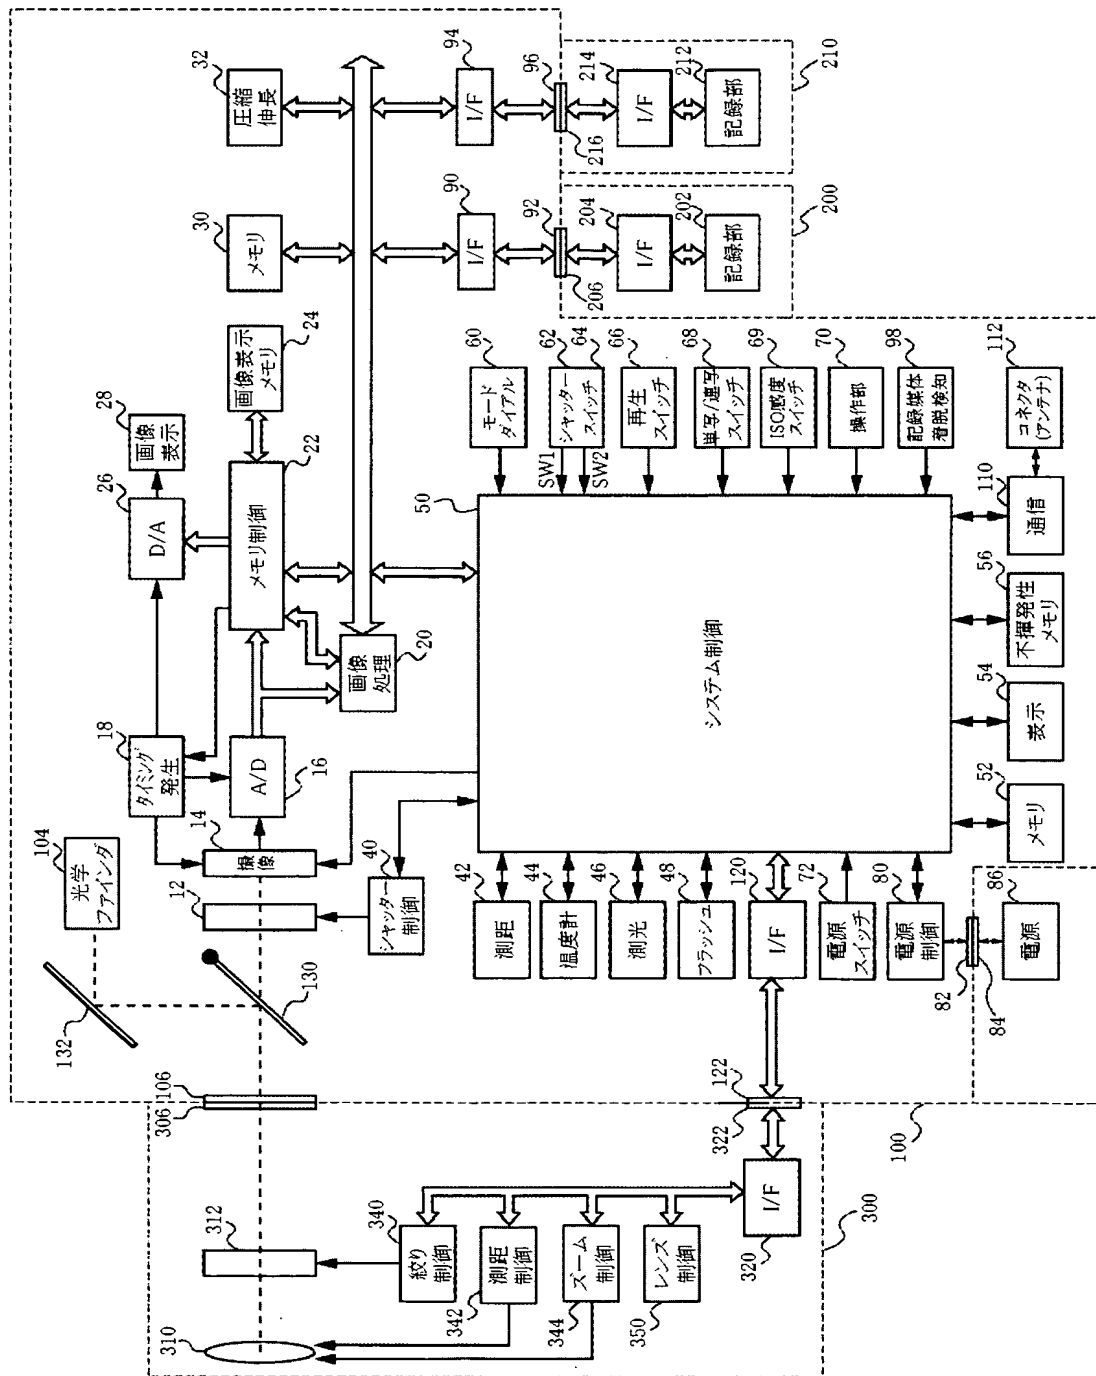 32
圧縮
伸長
94
I/F
96
214
I/F
212
記録部
216
210
30
メモリ
90
I/F
92
204
I/F
202
記録部
206
200
24
画像表示
メモリ
28
画像
表示
26
D/A
22
メモリ制御
画像
処理
20
18
タイミング
発生
A/D
16
14
撮像
12
104
光学
ファインダ
40
シャッター
制御
130
132
106
306
60
モード
ダイアル
62
64
シャッター
スイッチ
SW1
SW2
66
再生
スイッチ
68
単写/連写
スイッチ
69
ISO感度
スイッチ
70
操作部
98
記録媒体
着脱検知
112
コネクタ
(アンテナ)
110
通信
50
システム制御
56
不揮発性
メモリ
54
表示
52
メモリ
42
測距
44
温度計
46
測光
48
フラッシュ
120
I/F
72
電源
スイッチ
80
電源
制御
82
84
86
電源
122
322
100
300
I/F
320
312
310
340
絞り
制御
測距
制御
342
ズーム
制御
344
レンズ
制御
350